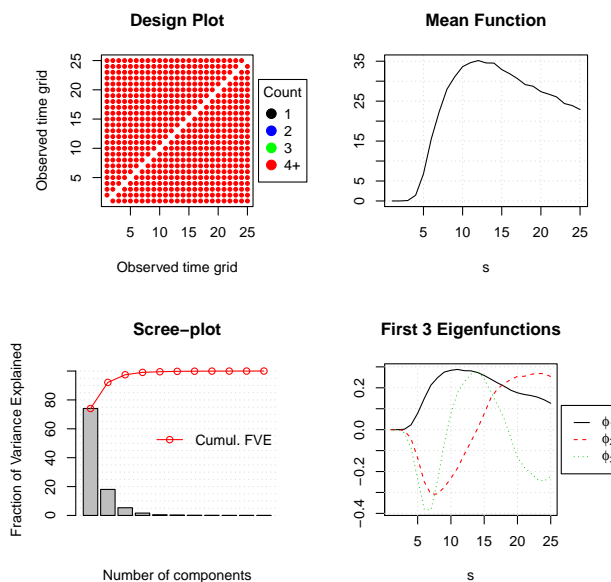 Design Plot
Observed time grid
25
20
15
10
5
5 10 15 20 25
Observed time grid
Count
1
2
3
4+
Mean Function
35
25
15
5
0
5 10 15 20 25
s
Scree−plot
Fraction of Variance Explained
80
60
40
20
0
Cumul. FVE
Number of components
First 3 Eigenfunctions
0.2
0.0
−0.2
−0.4
5 10 15 20 25
s
ϕ
ϕ
ϕ